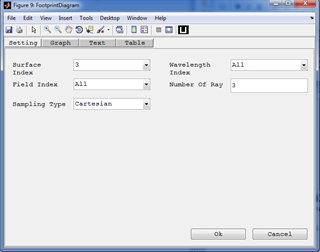 Figure 9: FootprintDiagram
File Edit View Insert Tools Desktop Window Help
Setting Graph Text Table
Surface Index 3
Wavelength Index All
Field Index All
Number Of Ray 3
Sampling Type Cartesian
Ok Cancel